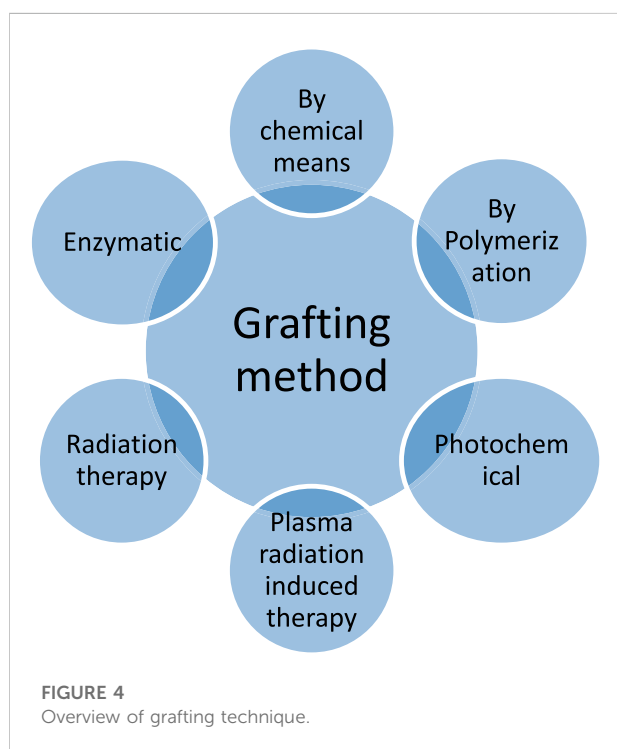 By
chemical
means
By
Polymeriz
ation
Photochem
ical
Plasma
radiation
induced
therapy
Radiation
therapy
Enzymatic
Grafting
method
FIGURE 4
Overview of grafting technique.